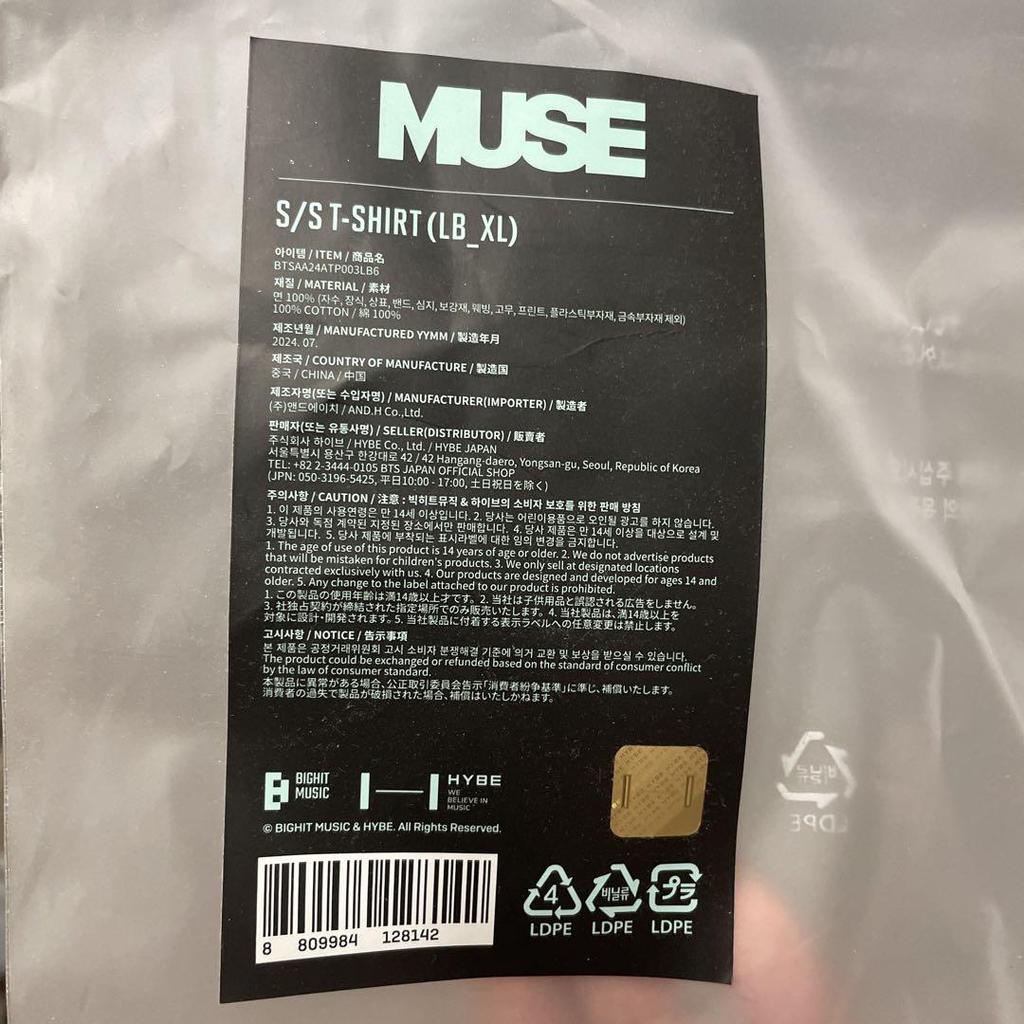 MUSE
S/S T-SHIRT (LB_XL)
아이템 / ITEM / 商品名
BTSAA24ATP003LB6
재질 / MATERIAL / 素材
면 100% (자수, 장식, 상표, 밴드, 심지, 보강재, 웨빙, 고무, 프린트, 플라스틱부자재, 금속부자재 제외)
100% COTTON / 綿 100%
제조년월 / MANUFACTURED YYMM / 製造年月
2024. 07.
제조국 / COUNTRY OF MANUFACTURE / 製造国
중국 / CHINA / 中国
제조자명(또는 수입자명) / MANUFACTURER(IMPORTER) / 製造者
(주)앤드에이치 / AND.H Co.,Ltd.
판매자(또는 유통사명) / SELLER(DISTRIBUTOR) / 販賣者
주식회사 하이브 / HYBE Co., Ltd. / HYBE JAPAN
서울특별시 용산구 한강대로 42 / 42 Hangang-daero, Yongsan-gu, Seoul, Republic of Korea
TEL: +82 2-3444-0105 BTS JAPAN OFFICIAL SHOP
(JPN: 050-3196-5425, 平日10:00 - 17:00, 土日祝日を除く)
주의사항 / CAUTION / 注意 : 빅히트뮤직 & 하이브의 소비자 보호를 위한 판매 방침
1. 이 제품의 사용연령은 만 14세 이상입니다. 2. 당사는 어린이용품으로 오인될 광고를 하지 않습니다.
3. 당사와 독점 계약된 지정된 장소에서만 판매합니다. 4. 당사 제품은 만 14세 이상을 대상으로 설계 및
개발됩니다. 5. 당사 제품에 부착되는 표시라벨에 대한 임의 변경을 금지합니다.
1. The age of use of this product is 14 years of age or older. 2. We do not advertise products
that will be mistaken for children's products. 3. We only sell at designated locations
contracted exclusively with us. 4. Our products are designed and developed for ages 14 and
older. 5. Any change to the label attached to our product is prohibited.
1. この製品の使用年齢は満14歳以上才です。2. 当社は子供用品と誤認される広告をしません。
3. 社独占契約が締結された指定場所でのみ販売いたします。4. 当社製品は、満14歳以上を
対象に設計・開発されます。5. 当社製品に付着する表示ラベルへの任意変更は禁止します。
고시사항 / NOTICE / 告示事項
본 제품은 공정거래위원회 고시 소비자 분쟁해결 기준에 의거 교환 및 보상을 받으실 수 있습니다.
The product could be exchanged or refunded based on the standard of consumer conflict
by the law of consumer standard.
本製品に異常がある場合、公正取引委員会告示「消費者紛争基準」に準じ、補償いたします。
消費者の過失で製品が破損された場合、補償はいたしかねます。
BIGHIT
MUSIC
HYBE
WE
BELIEVE IN
MUSIC
© BIGHIT MUSIC & HYBE. All Rights Reserved.
8 809984 128142
4
LDPE
비닐류
LDPE
プラ
LDPE
비닐류
LDPE